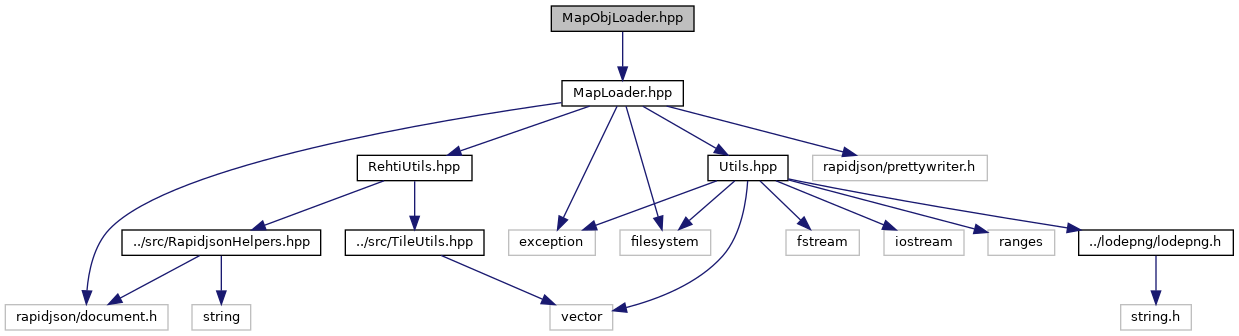 MapObjLoader.hpp
MapLoader.hpp
RehtiUtils.hpp
Utils.hpp
rapidjson/prettywriter.h
../src/RapidjsonHelpers.hpp
../src/TileUtils.hpp
exception
filesystem
fstream
iostream
ranges
../lodepng/lodepng.h
rapidjson/document.h
string
vector
string.h